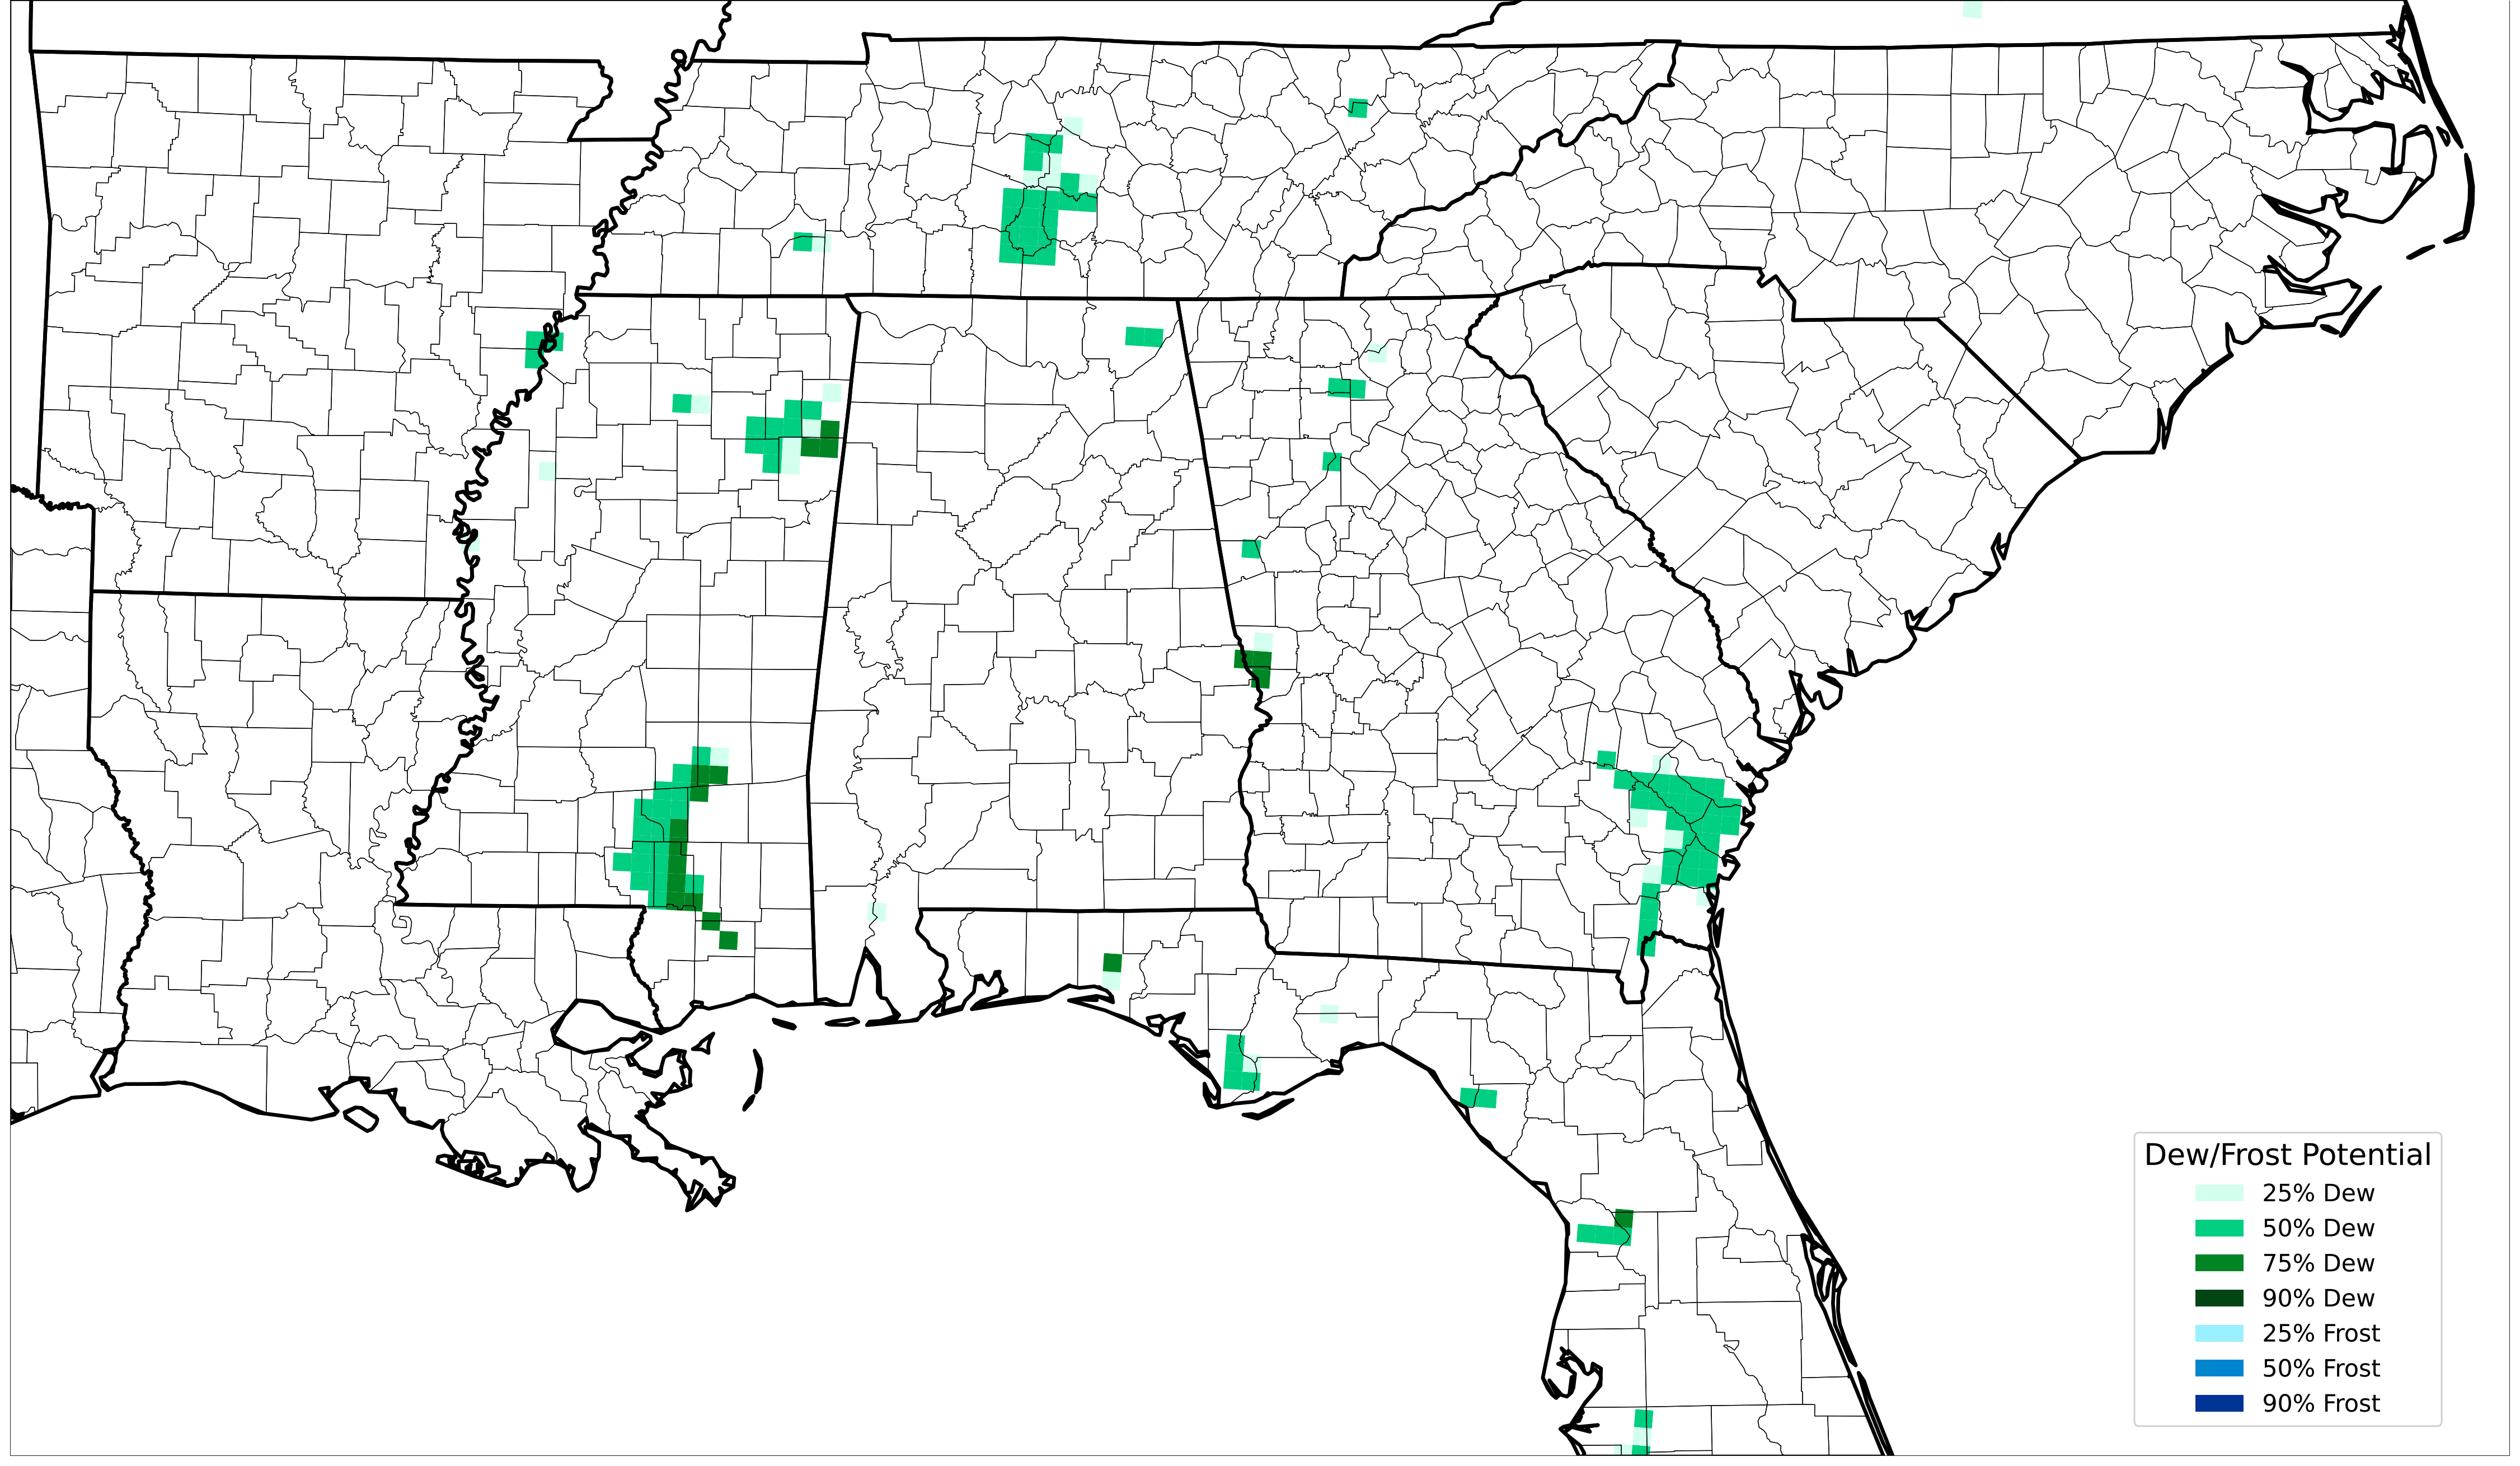 Dew/Frost Potential
25% Dew
50% Dew
75% Dew
90% Dew
25% Frost
50% Frost
90% Frost